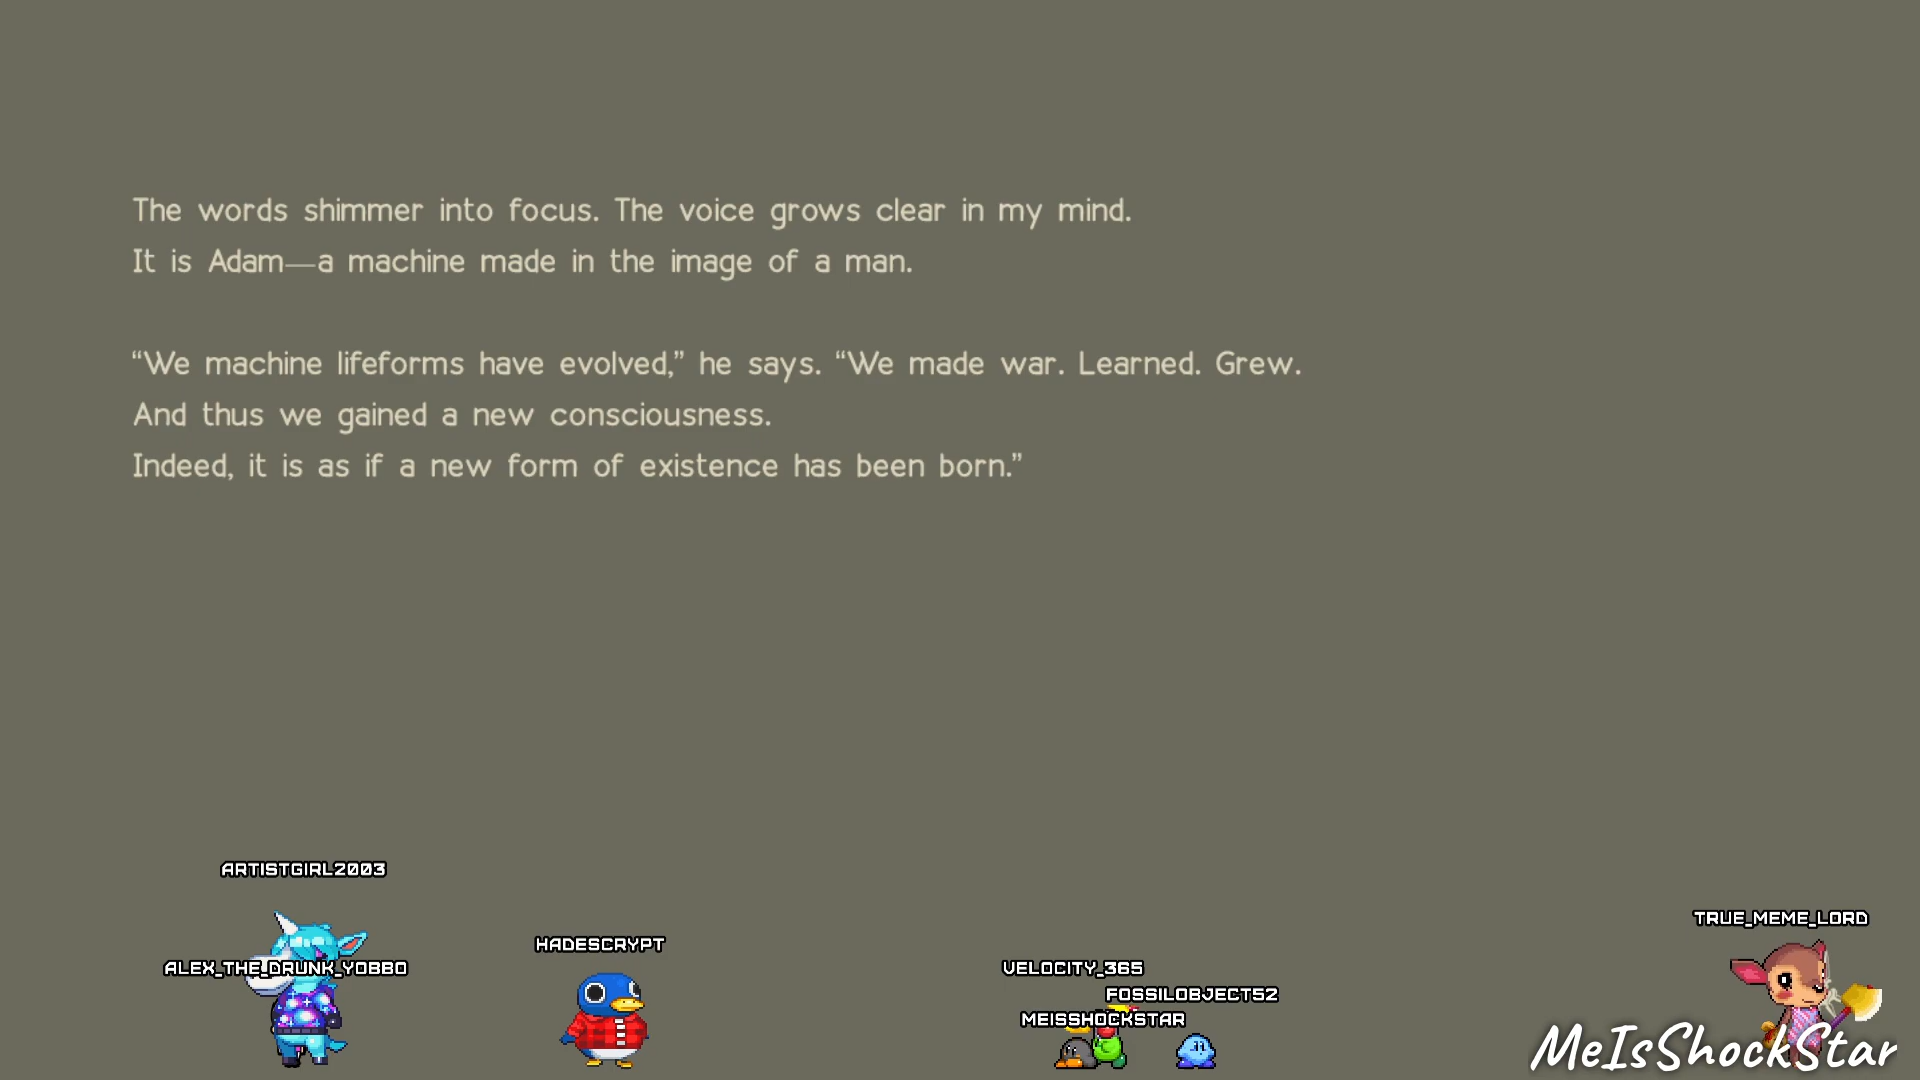 The words shimmer into focus. The voice grows clear in my mind.
It is Adam—a machine made in the image of a man.
“We machine lifeforms have evolved,” he says. “We made war. Learned. Grew.
And thus we gained a new consciousness.
Indeed, it is as if a new form of existence has been born.”
ARTISTGIRL2003
ALEX_THE_DRUNK_YOBBO
HADESCRYPT
VELOCITY_365
FOSSILOBJECT52
MEISSHOCKSTAR
TRUE_MEME_LORD
MeIsShockStar